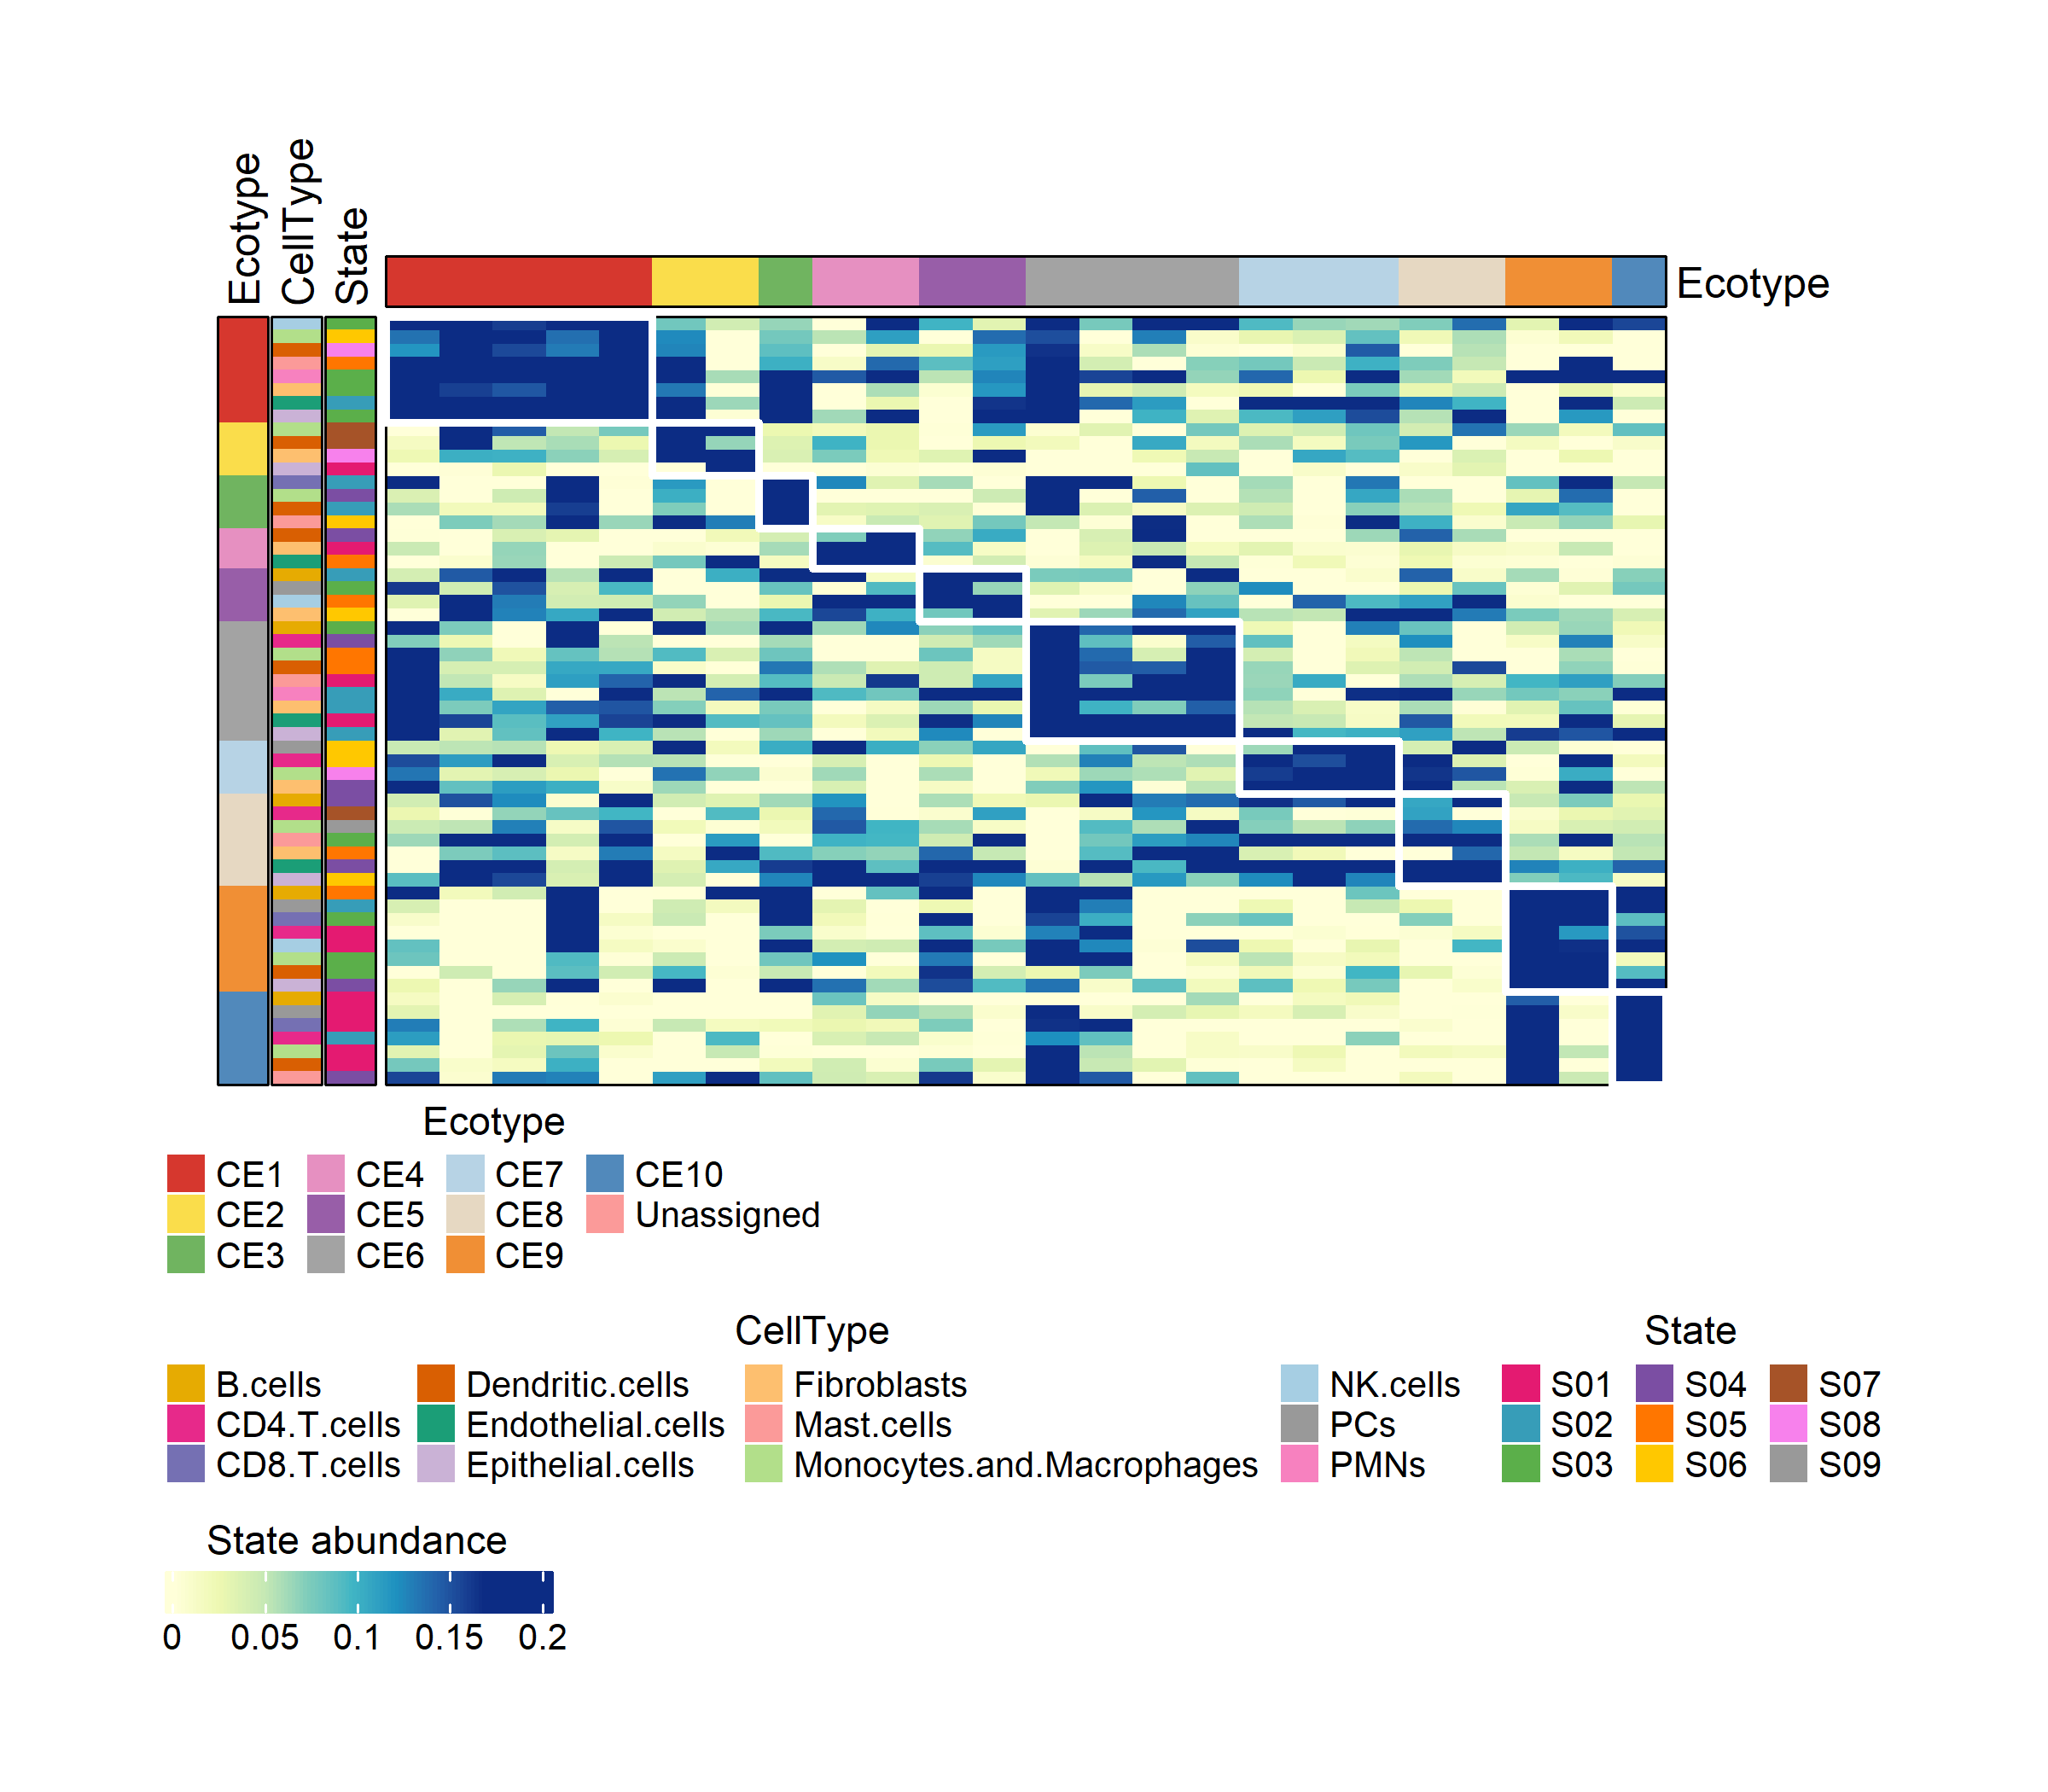 Ecotype
CellType
State
Ecotype
Ecotype
CE1 CE4 CE7 CE10
CE2 CE5 CE8 Unassigned
CE3 CE6 CE9
CellType State
B.cells Dendritic.cells Fibroblasts NK.cells S01 S04 S07
CD4.T.cells Endothelial.cells Mast.cells PCs S02 S05 S08
CD8.T.cells Epithelial.cells Monocytes.and.Macrophages PMNs S03 S06 S09
State abundance
0 0.05 0.1 0.15 0.2